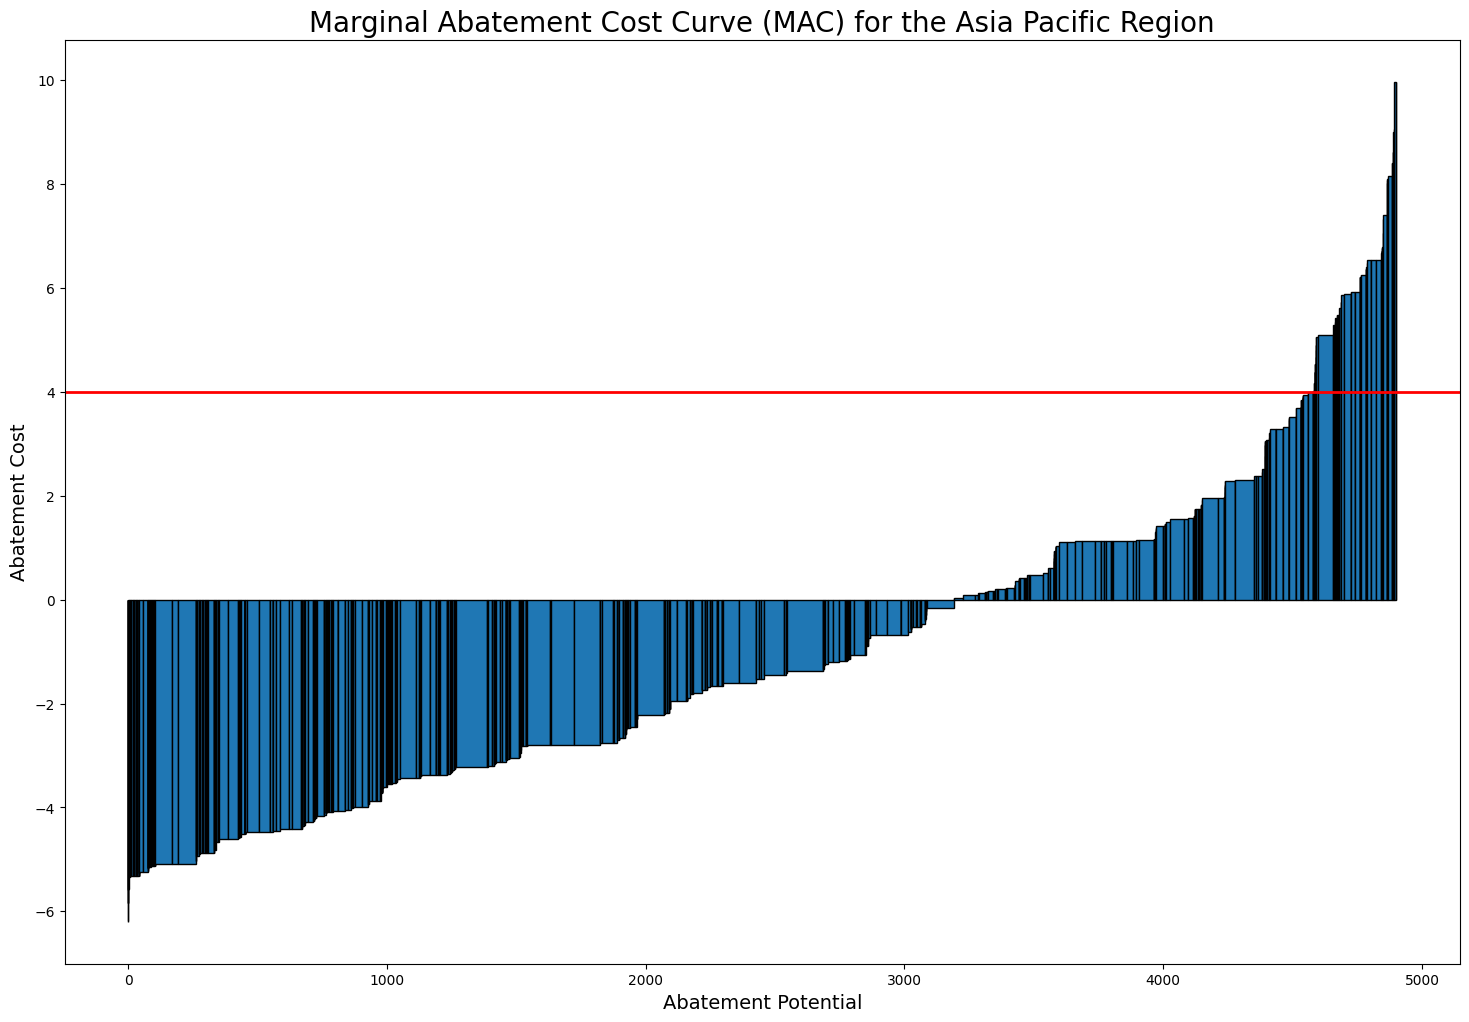 Marginal Abatement Cost Curve (MAC) for the Asia Pacific Region
10
8
6
4
2
0
−2
−4
−6
Abatement Cost
0 1000 2000 3000 4000 5000
Abatement Potential